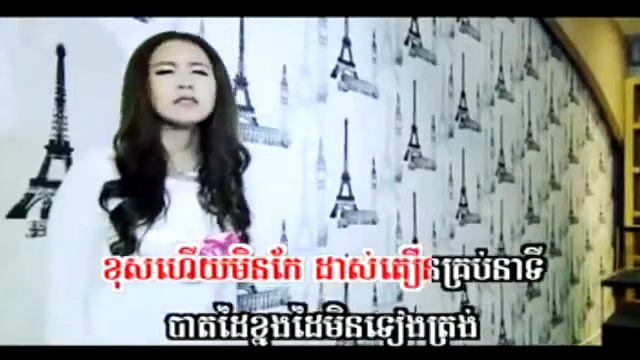 ខុសហើយមិនកែ ដាស់តឿនគ្រប់នាទី
បាតដៃខ្នងដៃមិនទៀងត្រង់